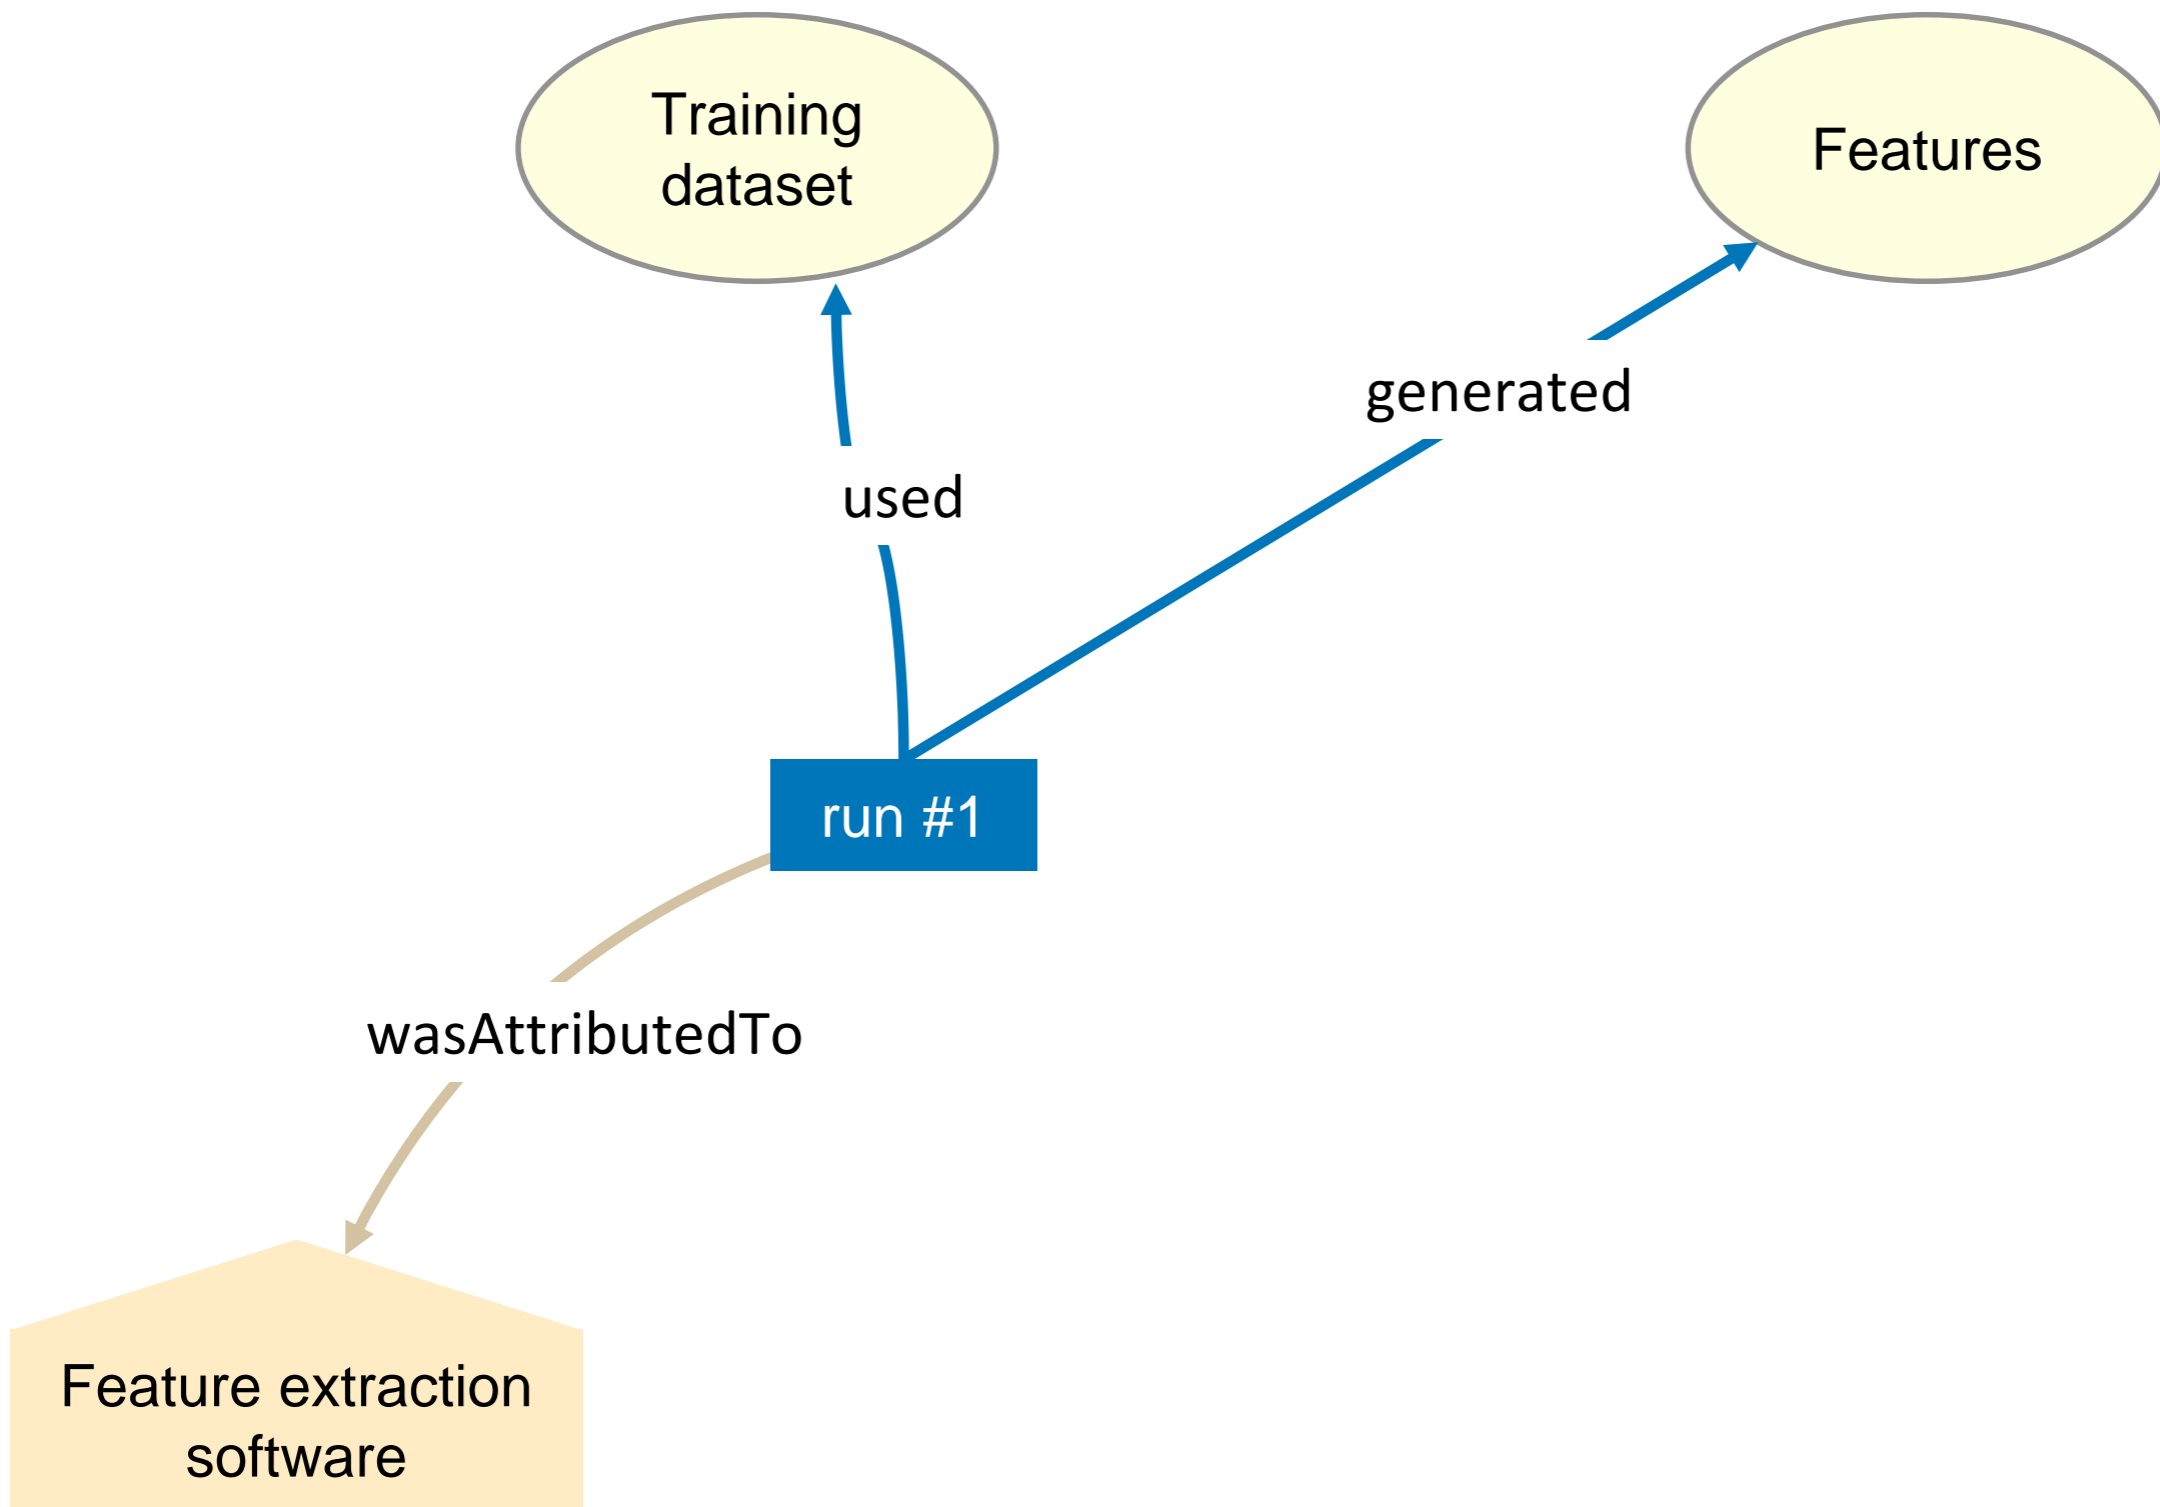 Training
dataset
Features
generated
used
run #1
wasAttributedTo
Feature extraction
software